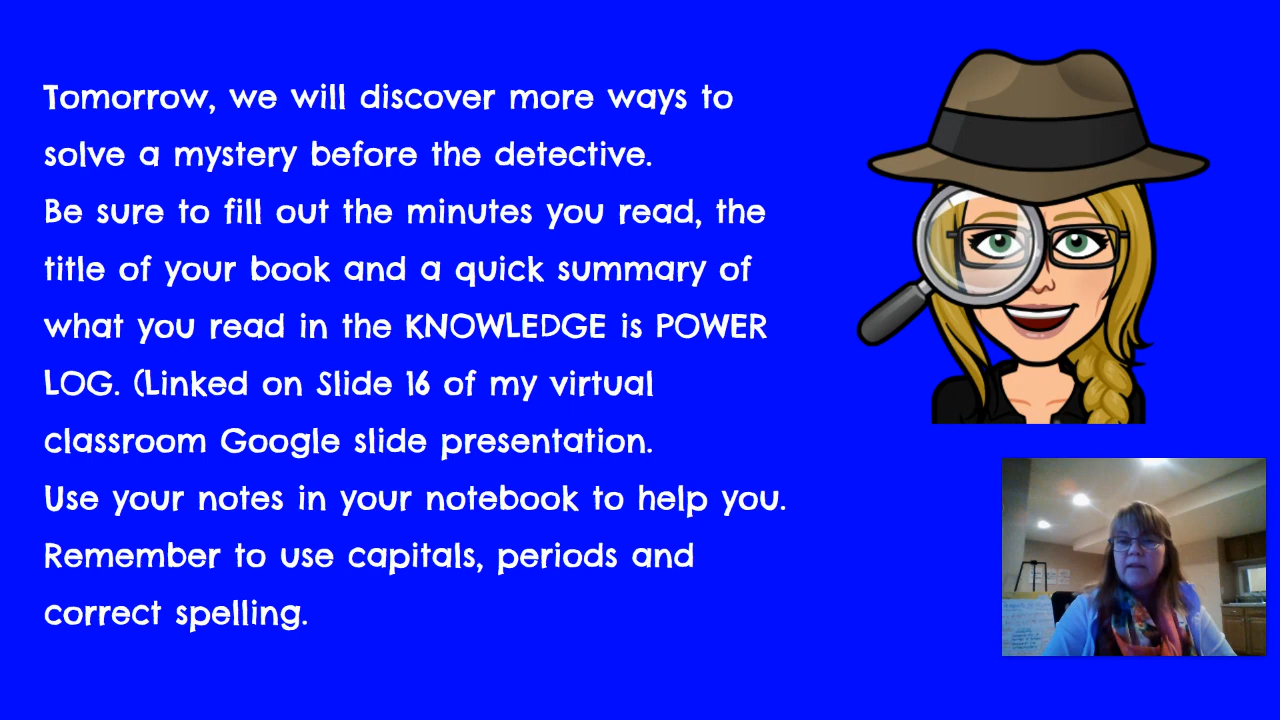 Tomorrow, we will discover more ways to
solve a mystery before the detective.
Be sure to fill out the minutes you read, the
title of your book and a quick summary of
what you read in the KNOWLEDGE is POWER
LOG. (Linked on Slide 16 of my virtual
classroom Google slide presentation.
Use your notes in your notebook to help you.
Remember to use capitals, periods and
correct spelling.